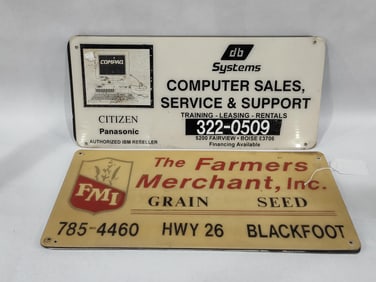 COMPAQ
db
Systems
COMPUTER SALES,
SERVICE & SUPPORT
TRAINING - LEASING - RENTALS
322-0509
5200 FAIRVIEW • BOISE 83706
Financing Available
CITIZEN
Panasonic
AUTHORIZED IBM RESELLER
The Farmers
Merchant, Inc.
FMI
GRAIN SEED
785-4460 HWY 26 BLACKFOOT